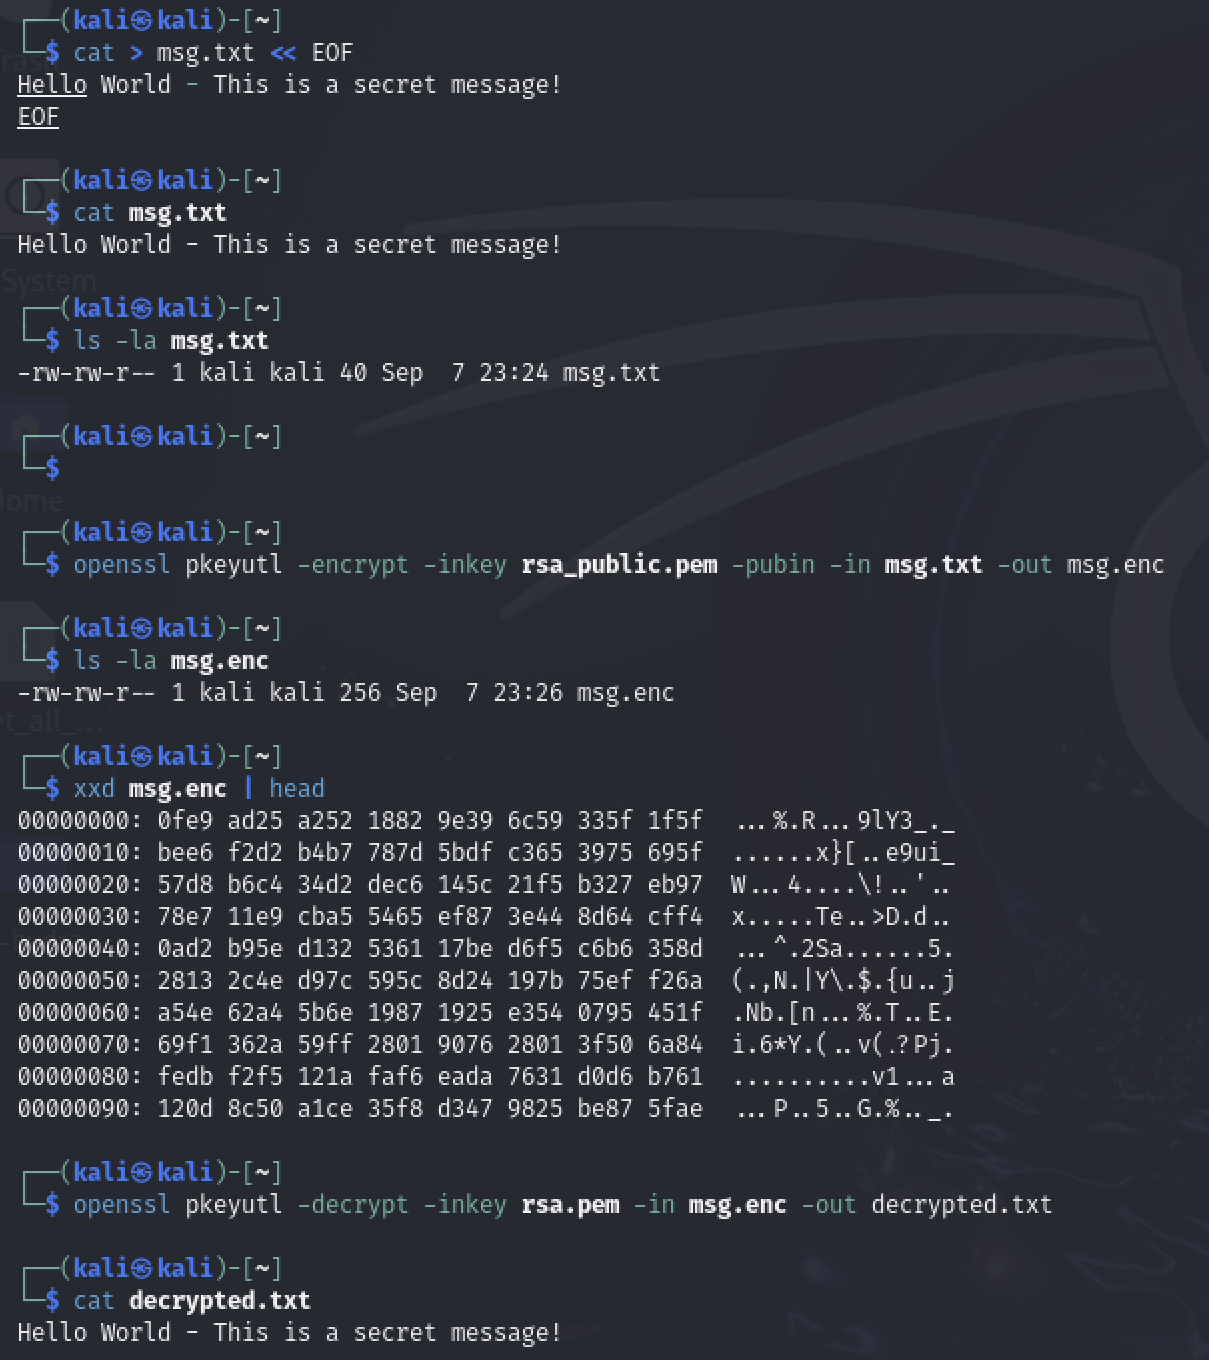 ┌──(kali㉿kali)-[~]
└─$ cat > msg.txt << EOF
Hello World - This is a secret message!
EOF
┌──(kali㉿kali)-[~]
└─$ cat msg.txt
Hello World - This is a secret message!
┌──(kali㉿kali)-[~]
└─$ ls -la msg.txt
-rw-rw-r-- 1 kali kali 40 Sep  7 23:24 msg.txt
┌──(kali㉿kali)-[~]
└─$
┌──(kali㉿kali)-[~]
└─$ openssl pkeyutl -encrypt -inkey rsa_public.pem -pubin -in msg.txt -out msg.enc
┌──(kali㉿kali)-[~]
└─$ ls -la msg.enc
-rw-rw-r-- 1 kali kali 256 Sep  7 23:26 msg.enc
┌──(kali㉿kali)-[~]
└─$ xxd msg.enc | head
00000000: 0fe9 ad25 a252 1882 9e39 6c59 335f 1f5f  ...%.R...9lY3_._
00000010: bee6 f2d2 b4b7 787d 5bdf c365 3975 695f  ......x}[..e9ui_
00000020: 57d8 b6c4 34d2 dec6 145c 21f5 b327 eb97  W...4....\!..'..
00000030: 78e7 11e9 cba5 5465 ef87 3e44 8d64 cff4  x.....Te..>D.d..
00000040: 0ad2 b95e d132 5361 17be d6f5 c6b6 358d  ...^.2Sa......5.
00000050: 2813 2c4e d97c 595c 8d24 197b 75ef f26a  (.,N.|Y\.$.{u..j
00000060: a54e 62a4 5b6e 1987 1925 e354 0795 451f  .Nb.[n...%.T..E.
00000070: 69f1 362a 59ff 2801 9076 2801 3f50 6a84  i.6*Y.(..v(.?Pj.
00000080: fedb f2f5 121a faf6 eada 7631 d0d6 b761  ..........v1...a
00000090: 120d 8c50 a1ce 35f8 d347 9825 be87 5fae  ...P..5..G.%.._.
┌──(kali㉿kali)-[~]
└─$ openssl pkeyutl -decrypt -inkey rsa.pem -in msg.enc -out decrypted.txt
┌──(kali㉿kali)-[~]
└─$ cat decrypted.txt
Hello World - This is a secret message!
System